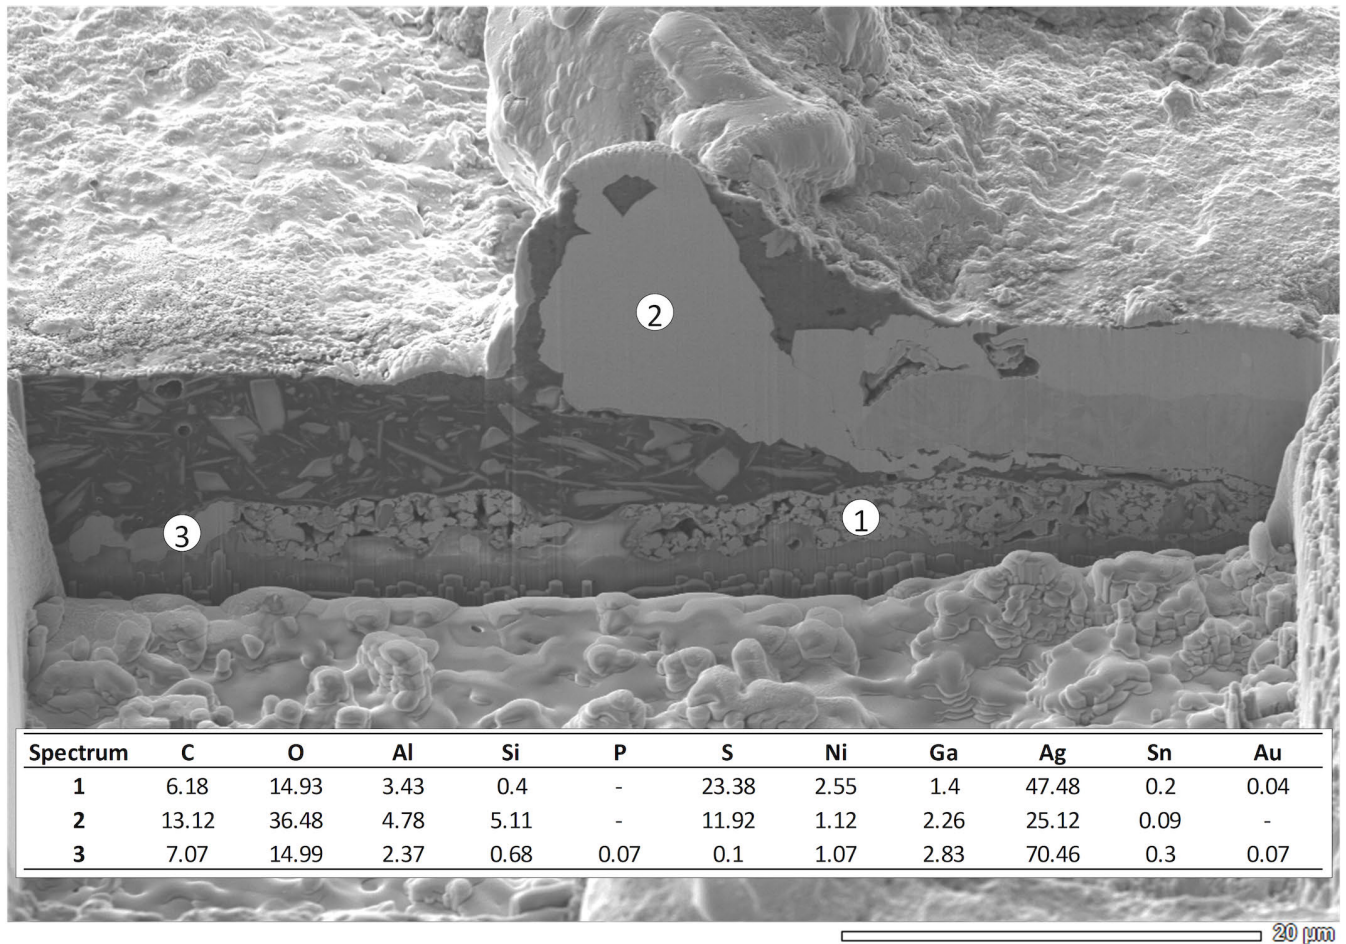 2
1
3
Spectrum C O Al Si P S Ni Ga Ag Sn Au
1 6.18 14.93 3.43 0.4 - 23.38 2.55 1.4 47.48 0.2 0.04
2 13.12 36.48 4.78 5.11 - 11.92 1.12 2.26 25.12 0.09 -
3 7.07 14.99 2.37 0.68 0.07 0.1 1.07 2.83 70.46 0.3 0.07
20 µm